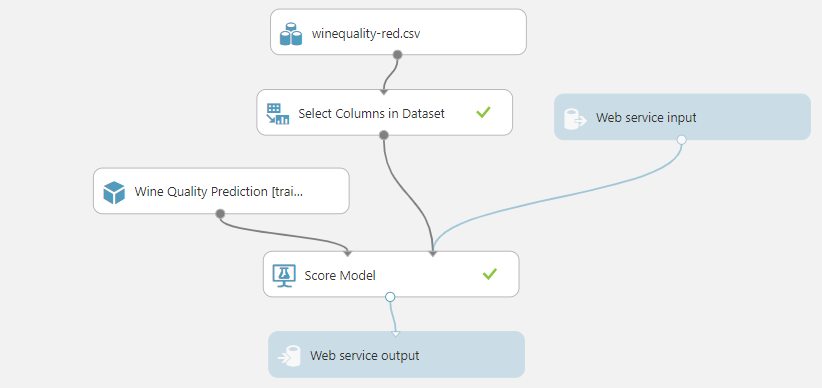 winequality-red.csv
Select Columns in Dataset
Web service input
Wine Quality Prediction [trai...
Score Model
Web service output